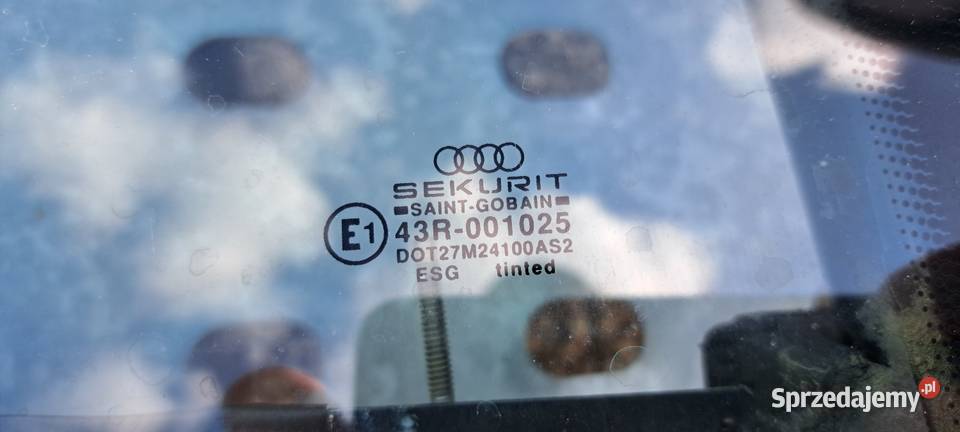 SEKURIT
SAINT-GOBAIN
E1
43R-001025
DOT27M24100AS2
ESG tinted
Sprzedajemy.pl